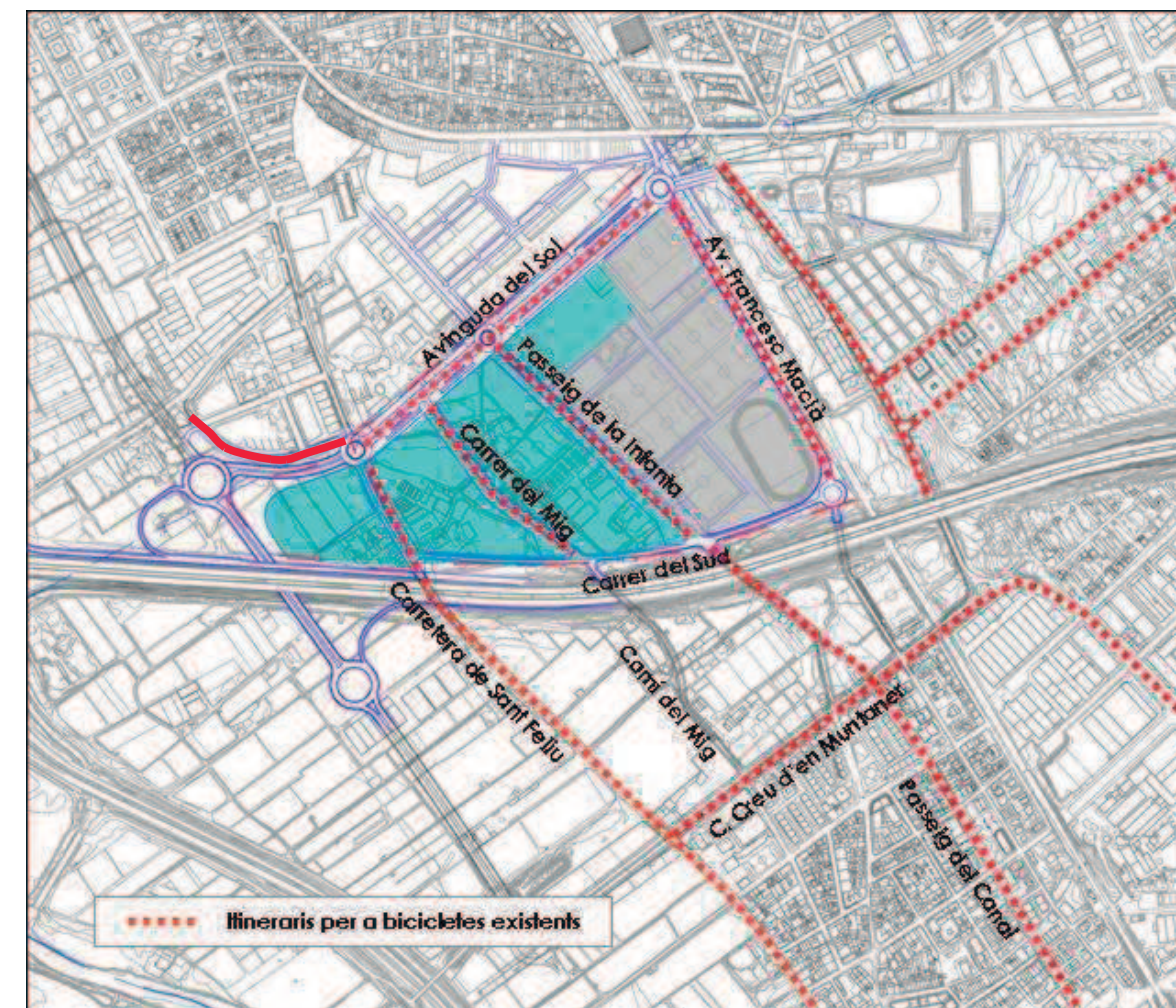 Avinguda del Sol
Av. Francesc Macià
Passeig de la Infanta
Carrer del Mig
Carrer del Sud
Carretera de Sant Feliu
Camí del Mig
C. Creu d'en Muntaner
Passeig del Canal
Itineraris per a bicicletes existents